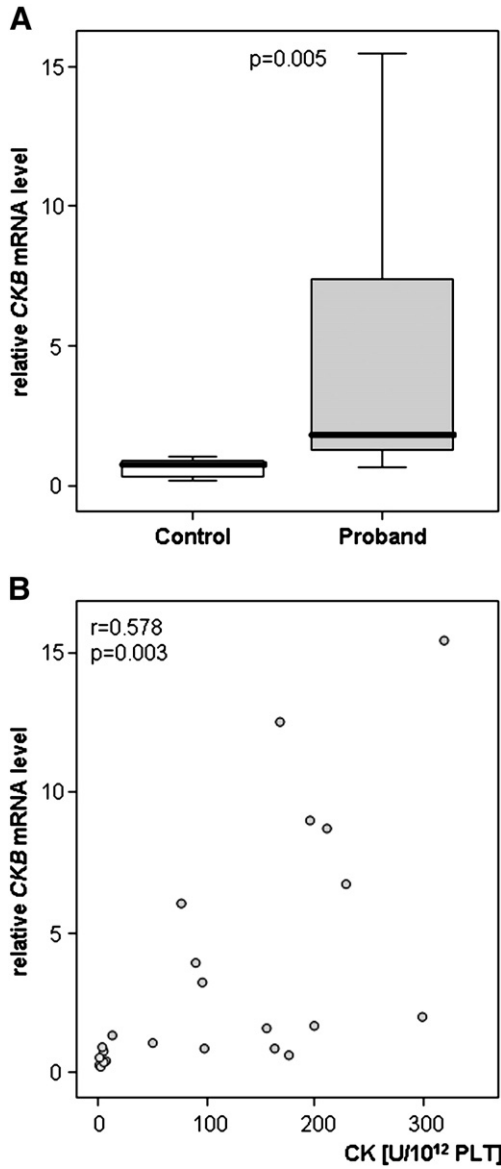 A
p=0.005
15
10
5
0
relative CKB mRNA level
Control Proband
B
r=0.578
p=0.003
15
10
5
0
relative CKB mRNA level
0 100 200 300
CK [U/10¹² PLT]